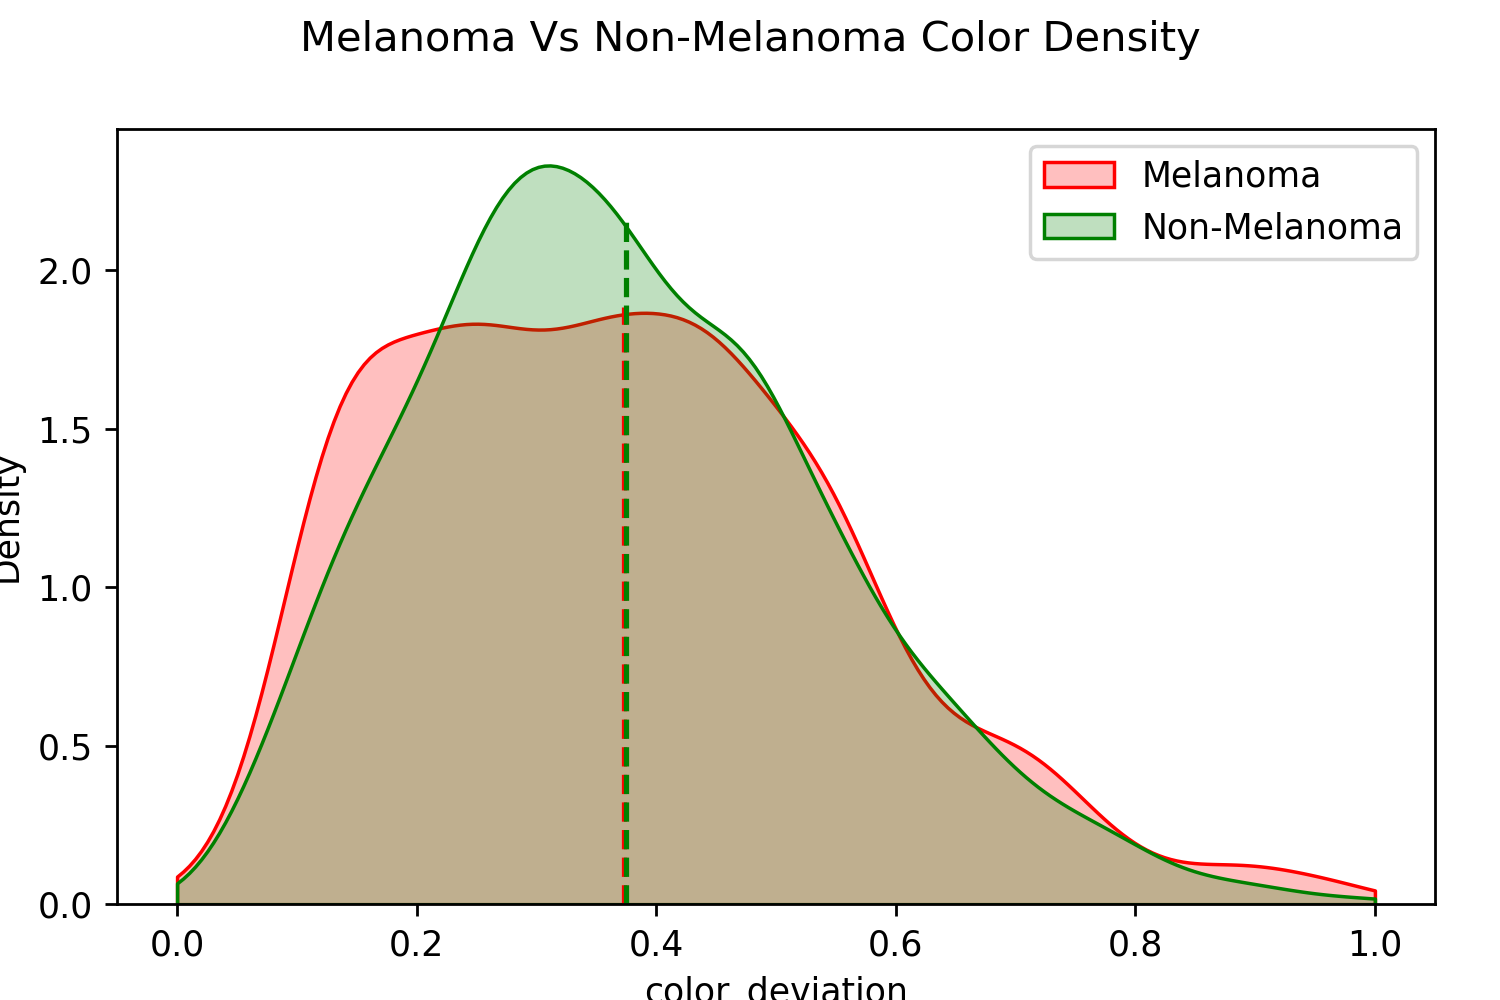 Melanoma Vs Non-Melanoma Color Density
Melanoma
Non-Melanoma
Density
2.0
1.5
1.0
0.5
0.0
0.0 0.2 0.4 0.6 0.8 1.0
color_deviation